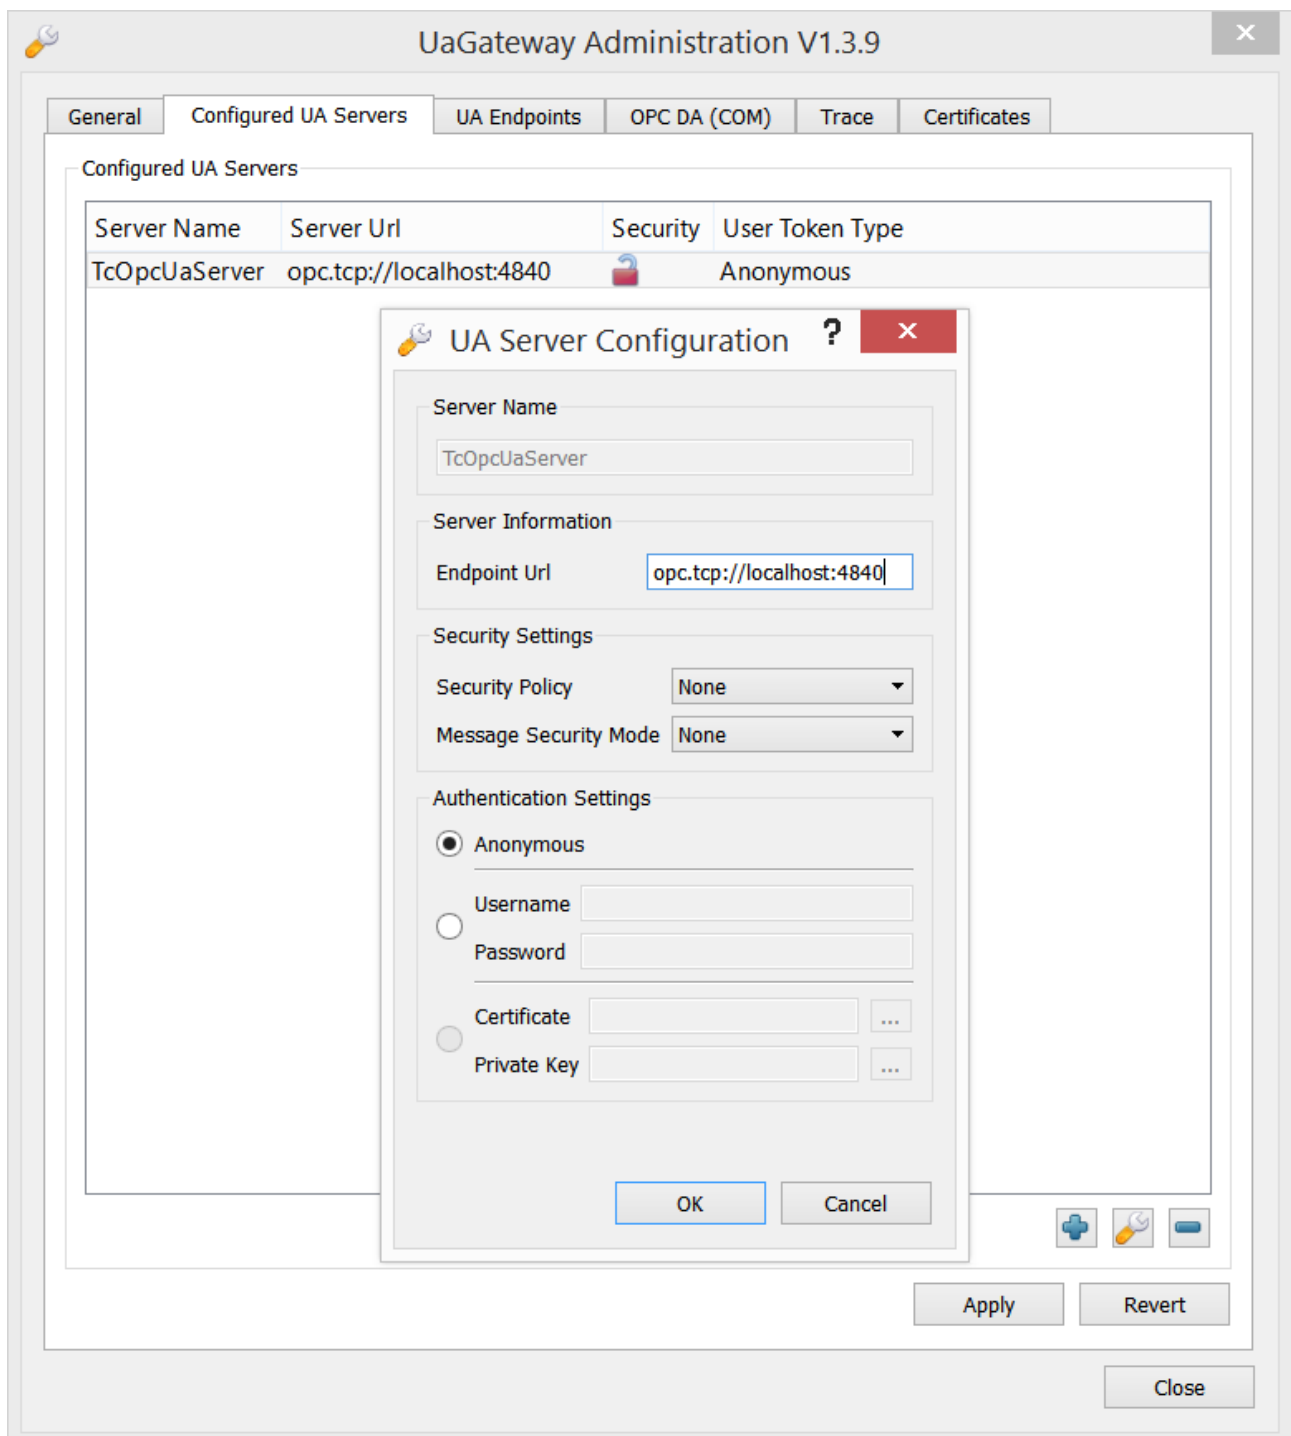 UaGateway Administration V1.3.9
General Configured UA Servers UA Endpoints OPC DA (COM) Trace Certificates
Configured UA Servers
Server Name Server Url Security User Token Type
TcOpcUaServer opc.tcp://localhost:4840 Anonymous
UA Server Configuration ?
Server Name
TcOpcUaServer
Server Information
Endpoint Url opc.tcp://localhost:4840
Security Settings
Security Policy None
Message Security Mode None
Authentication Settings
Anonymous
Username
Password
Certificate ...
Private Key ...
OK Cancel
Apply Revert
Close